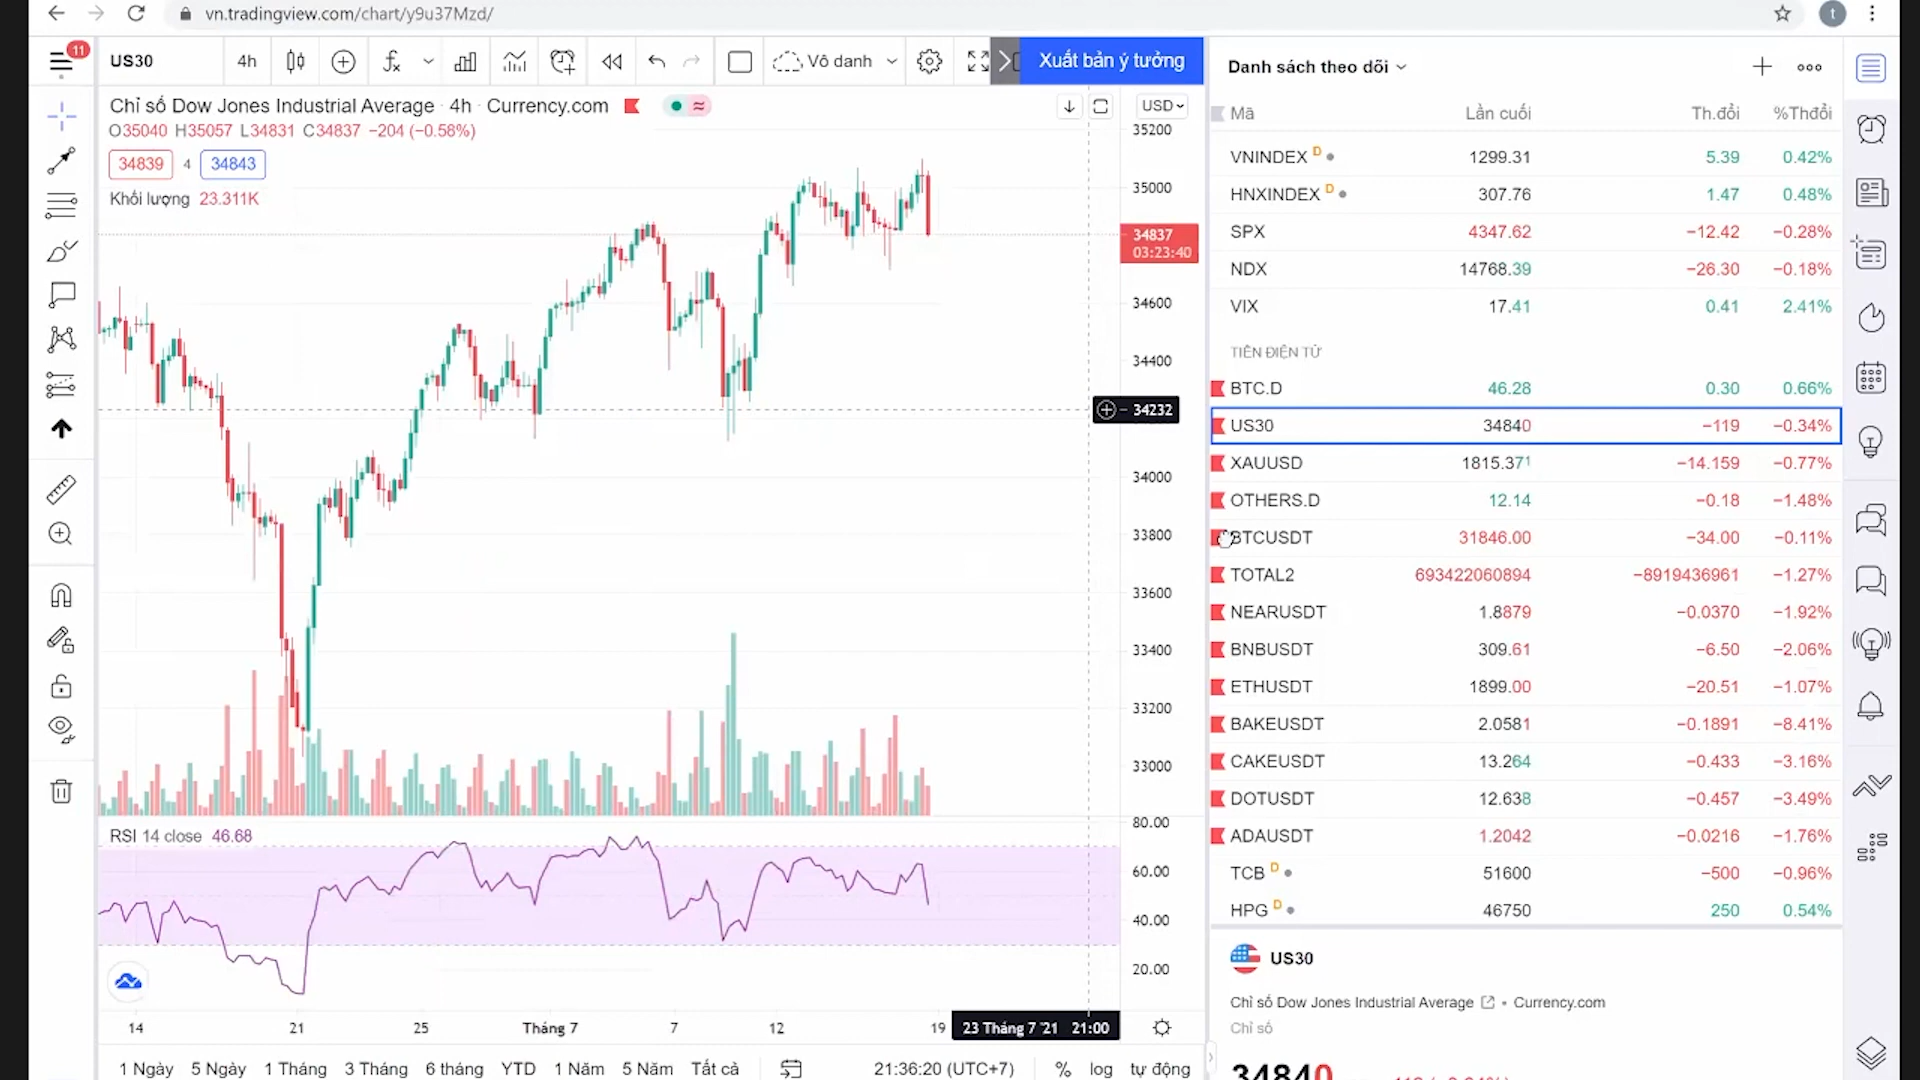 vn.tradingview.com/chart/y9u37Mzd/
11
US30 4h Vô danh Xuất bản ý tưởng
Chỉ số Dow Jones Industrial Average · 4h · Currency.com
O35040 H35057 L34831 C34837 −204 (−0.58%)
34839 4 34843
Khối lượng 23.311K
USD
35200
35000
34837
03:23:40
34600
34400
34232
34000
33800
33600
33400
33200
33000
RSI 14 close 46.68
80.00
60.00
40.00
20.00
14 21 25 Tháng 7 7 12 19 23 Tháng 7 '21 21:00
1 Ngày 5 Ngày 1 Tháng 3 Tháng 6 tháng YTD 1 Năm 5 Năm Tất cả 21:36:20 (UTC+7) % log tự động
Danh sách theo dõi
t
Mã Lần cuối Th.đổi %Thđổi
VNINDEX D 1299.31 5.39 0.42%
HNXINDEX D 307.76 1.47 0.48%
SPX 4347.62 −12.42 −0.28%
NDX 14768.39 −26.30 −0.18%
VIX 17.41 0.41 2.41%
TIỀN ĐIỆN TỬ
BTC.D 46.28 0.30 0.66%
US30 34840 −119 −0.34%
XAUUSD 1815.371 −14.159 −0.77%
OTHERS.D 12.14 −0.18 −1.48%
BTCUSDT 31846.00 −34.00 −0.11%
TOTAL2 693422060894 −8919436961 −1.27%
NEARUSDT 1.8879 −0.0370 −1.92%
BNBUSDT 309.61 −6.50 −2.06%
ETHUSDT 1899.00 −20.51 −1.07%
BAKEUSDT 2.0581 −0.1891 −8.41%
CAKEUSDT 13.264 −0.433 −3.16%
DOTUSDT 12.638 −0.457 −3.49%
ADAUSDT 1.2042 −0.0216 −1.76%
TCB D 51600 −500 −0.96%
HPG D 46750 250 0.54%
US30
Chỉ số Dow Jones Industrial Average • Currency.com
Chỉ số
34840